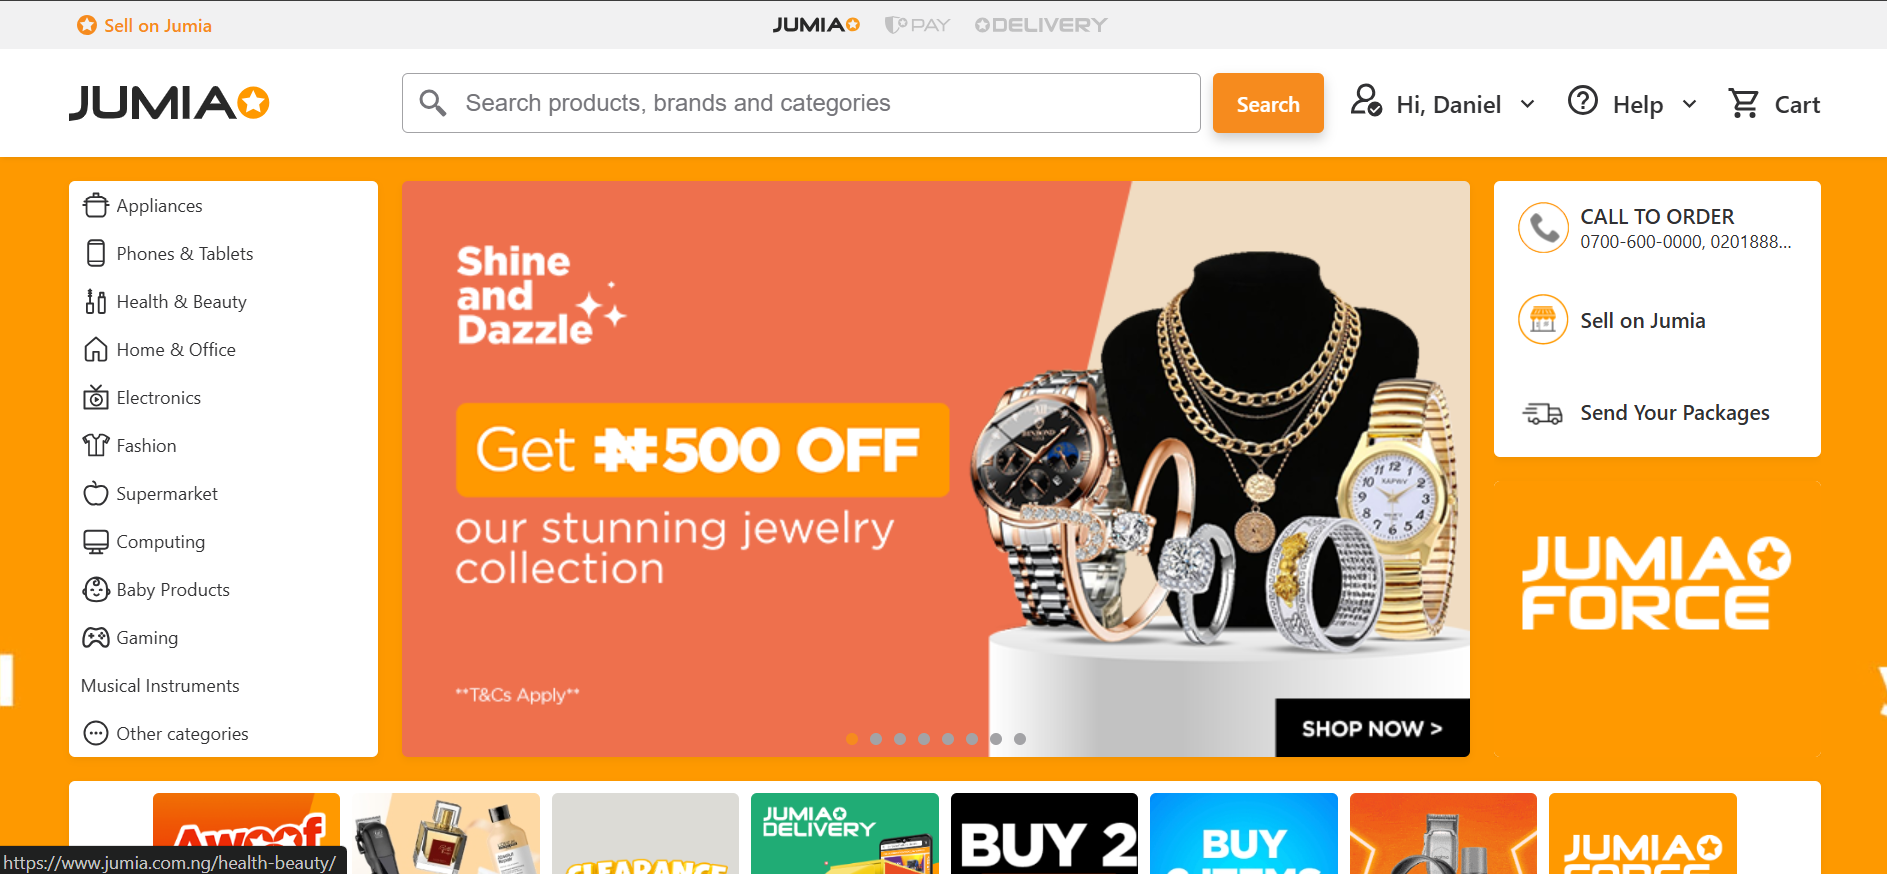 Sell on Jumia
JUMIA PAY DELIVERY
JUMIA
Search products, brands and categories
Search
Hi, Daniel
Help
Cart
Appliances
Phones & Tablets
Health & Beauty
Home & Office
Electronics
Fashion
Supermarket
Computing
Baby Products
Gaming
Musical Instruments
Other categories
Shine
and
Dazzle
Get ₦500 OFF
our stunning jewelry
collection
**T&Cs Apply**
SHOP NOW >
CALL TO ORDER
0700-600-0000, 0201888...
Sell on Jumia
Send Your Packages
JUMIA
FORCE
Awoof
CLEARANCE
JUMIA
DELIVERY
BUY 2
BUY
2 ITEMS
JUMIA
FORCE
https://www.jumia.com.ng/health-beauty/